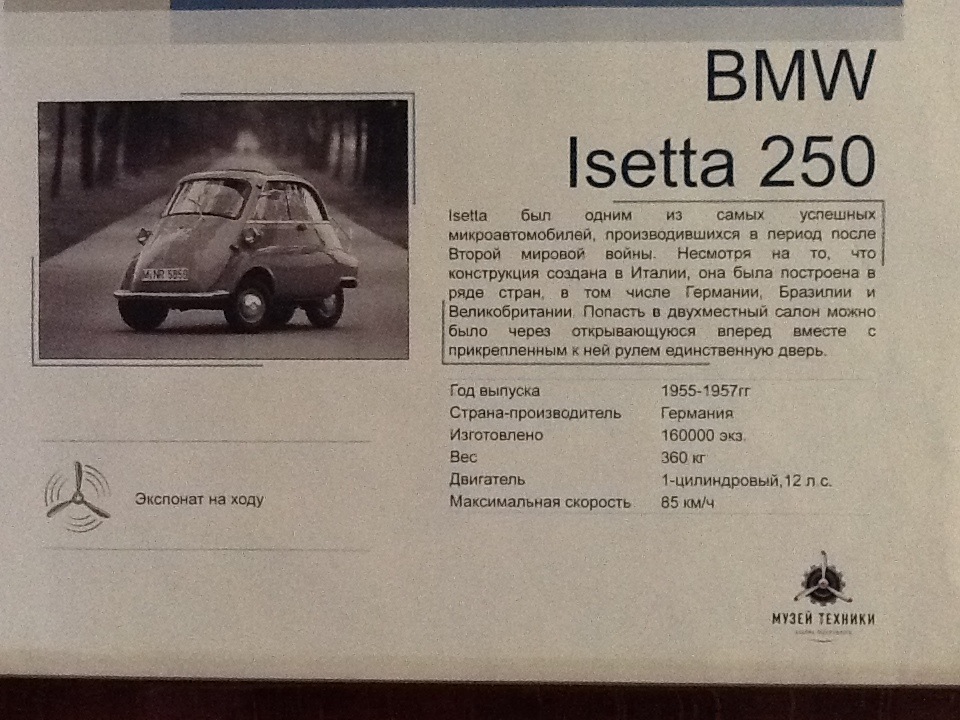 BMW
Isetta 250
M·NR 5859
Isetta был одним из самых успешных
микроавтомобилей, производившихся в период после
Второй мировой войны. Несмотря на то, что
конструкция создана в Италии, она была построена в
ряде стран, в том числе Германии, Бразилии и
Великобритании. Попасть в двухместный салон можно
было через открывающуюся вперед вместе с
прикрепленным к ней рулем единственную дверь.
Год выпуска 1955-1957гг
Страна-производитель Германия
Изготовлено 160000 экз.
Вес 360 кг
Двигатель 1-цилиндровый,12 л.с.
Максимальная скорость 85 км/ч
Экспонат на ходу
МУЗЕЙ ТЕХНИКИ